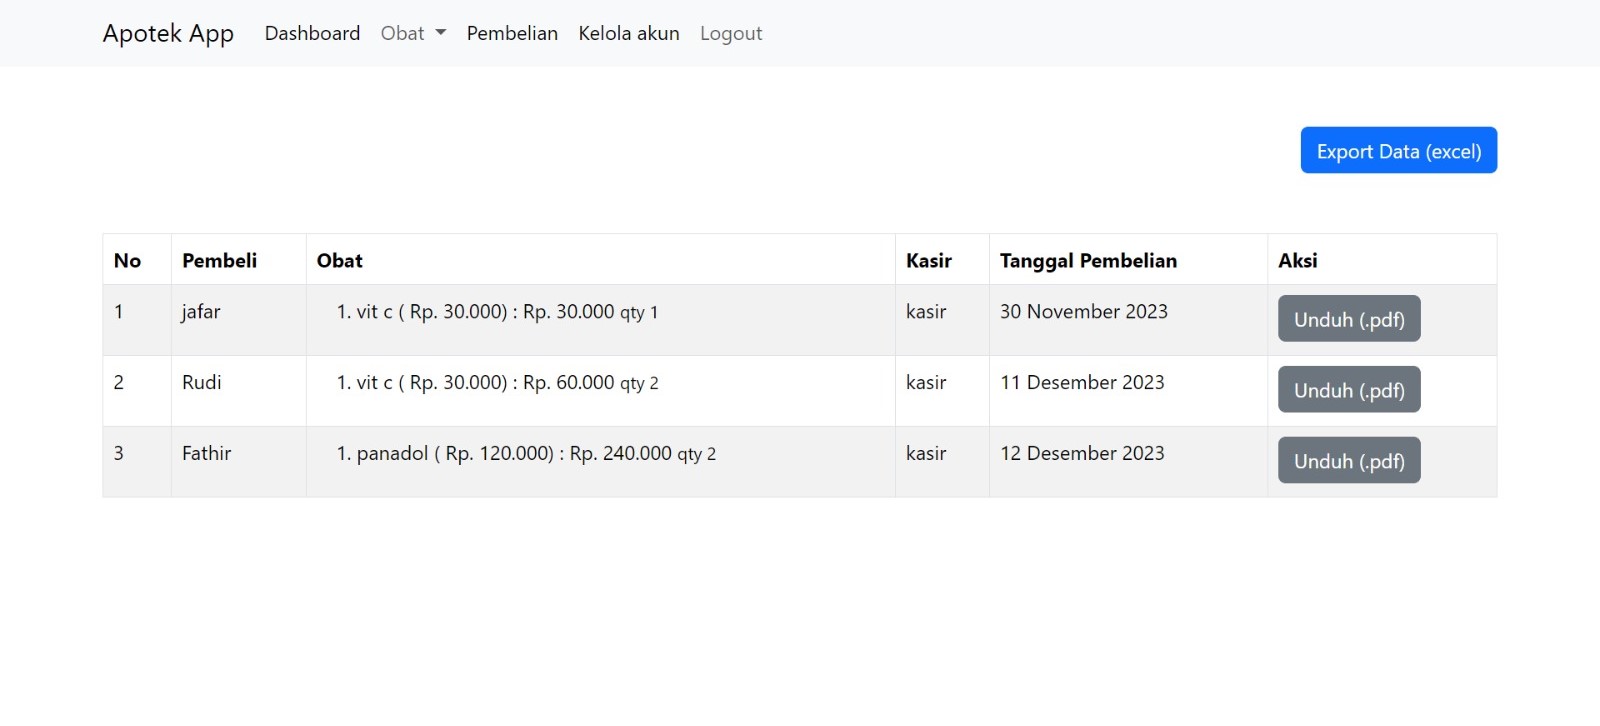 Apotek App Dashboard Obat Pembelian Kelola akun Logout
Export Data (excel)
No Pembeli Obat Kasir Tanggal Pembelian Aksi
1 jafar 1. vit c ( Rp. 30.000) : Rp. 30.000 qty 1 kasir 30 November 2023 Unduh (.pdf)
2 Rudi 1. vit c ( Rp. 30.000) : Rp. 60.000 qty 2 kasir 11 Desember 2023 Unduh (.pdf)
3 Fathir 1. panadol ( Rp. 120.000) : Rp. 240.000 qty 2 kasir 12 Desember 2023 Unduh (.pdf)